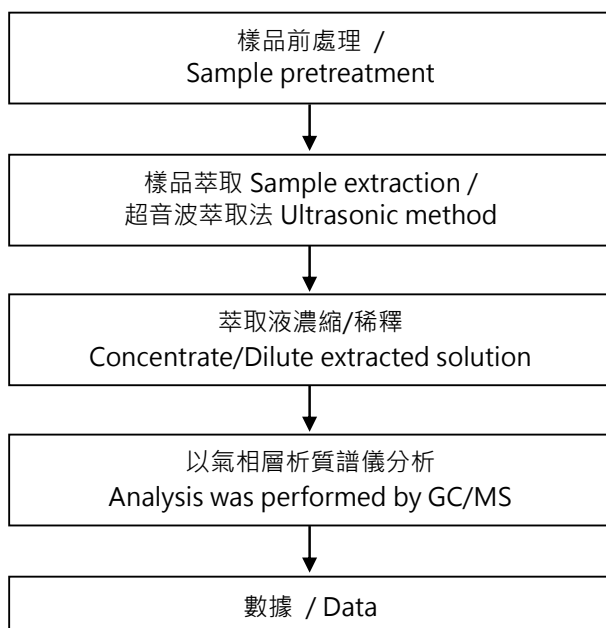 樣品前處理 /
Sample pretreatment
樣品萃取 Sample extraction /
超音波萃取法 Ultrasonic method
萃取液濃縮/稀釋
Concentrate/Dilute extracted solution
以氣相層析質譜儀分析
Analysis was performed by GC/MS
數據 / Data